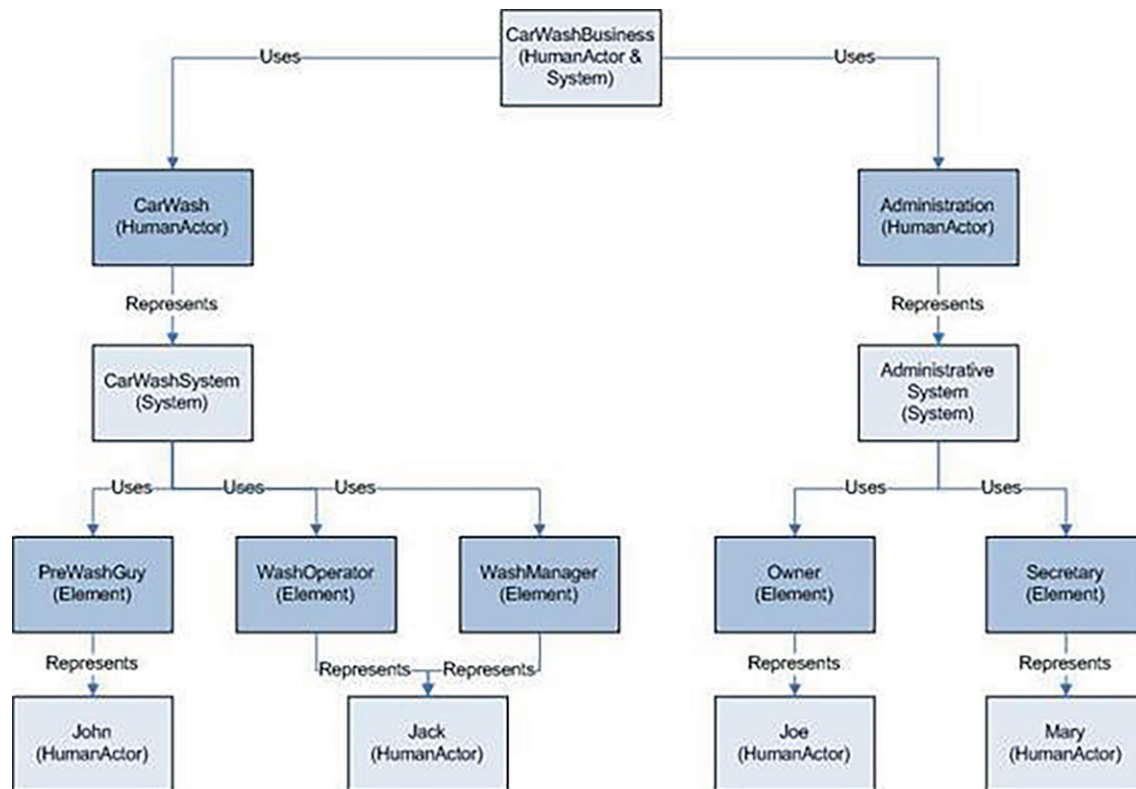 CarWashBusiness
(HumanActor &
System)
Uses
Uses
CarWash
(HumanActor)
Administration
(HumanActor)
Represents
Represents
CarWashSystem
(System)
Administrative
System
(System)
Uses
Uses
Uses
Uses
Uses
PreWashGuy
(Element)
WashOperator
(Element)
WashManager
(Element)
Owner
(Element)
Secretary
(Element)
Represents
Represents
Represents
Represents
Represents
John
(HumanActor)
Jack
(HumanActor)
Joe
(HumanActor)
Mary
(HumanActor)